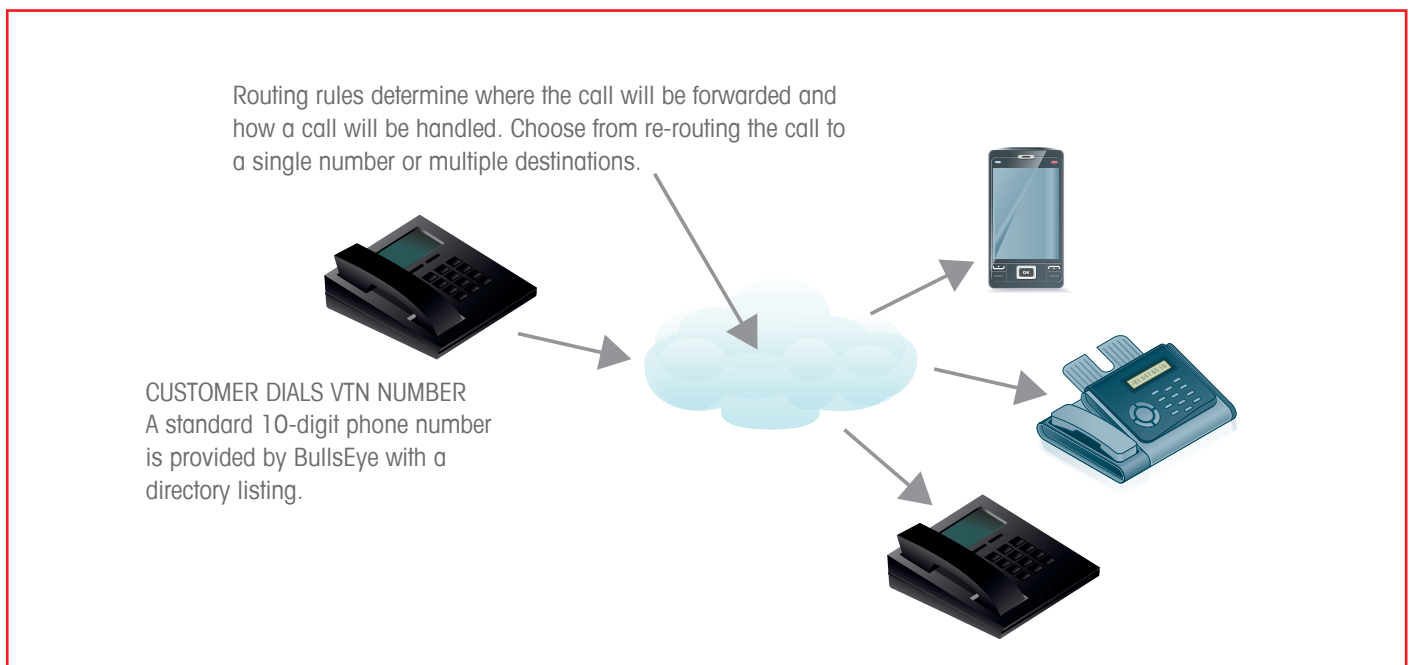 Routing rules determine where the call will be forwarded and
how a call will be handled. Choose from re-routing the call to
a single number or multiple destinations.
CUSTOMER DIALS VTN NUMBER
A standard 10-digit phone number
is provided by BullsEye with a
directory listing.
OK